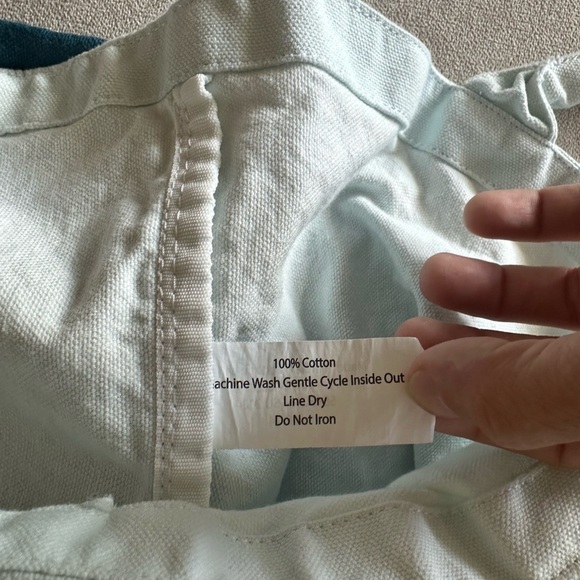 100% Cotton
achine Wash Gentle Cycle Inside Out
Line Dry
Do Not Iron